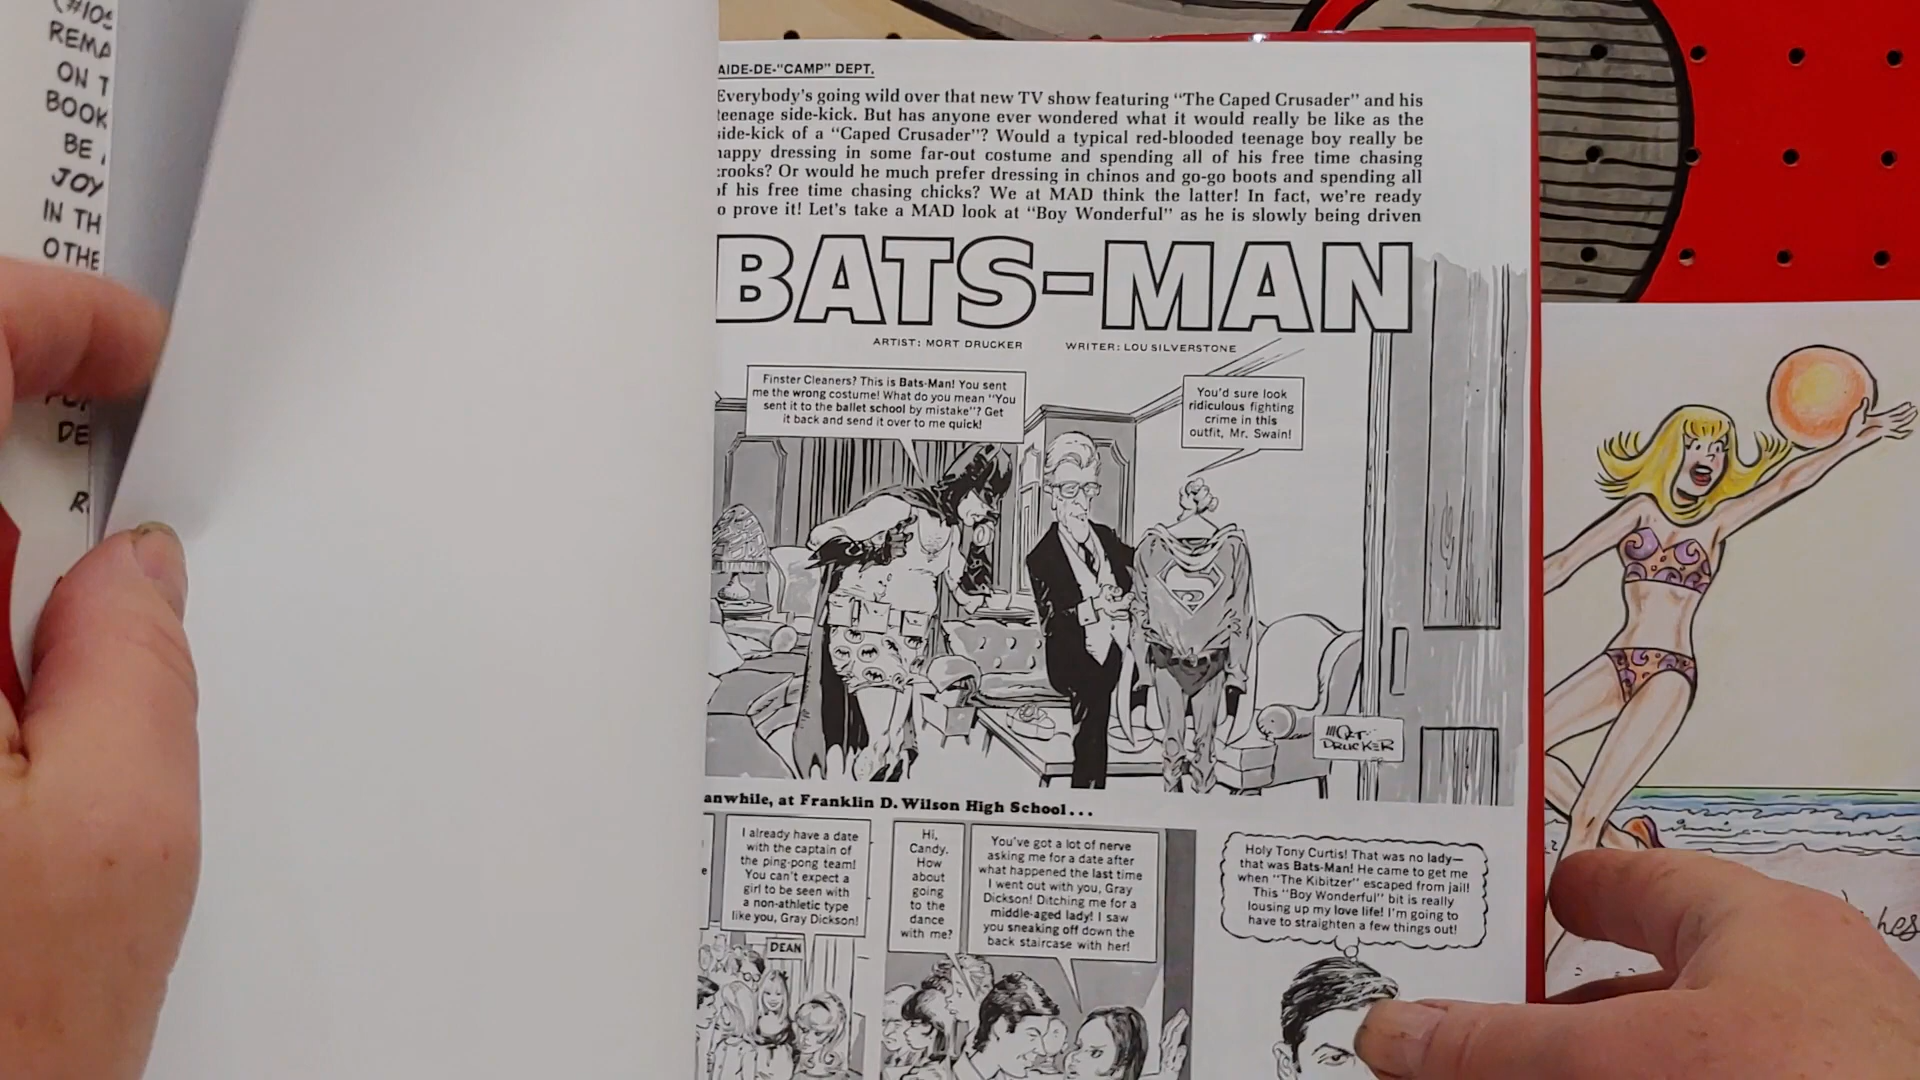 REMA
ON T
BOOK
BE
JOY
IN TH
OTHE
DE
R
AIDE-DE-"CAMP" DEPT.
Everybody's going wild over that new TV show featuring "The Caped Crusader" and his
teenage side-kick. But has anyone ever wondered what it would really be like as the
side-kick of a "Caped Crusader"? Would a typical red-blooded teenage boy really be
happy dressing in some far-out costume and spending all of his free time chasing
crooks? Or would he much prefer dressing in chinos and go-go boots and spending all
of his free time chasing chicks? We at MAD think the latter! In fact, we're ready
o prove it! Let's take a MAD look at "Boy Wonderful" as he is slowly being driven
BATS-MAN
ARTIST: MORT DRUCKER WRITER: LOU SILVERSTONE
Finster Cleaners? This is Bats-Man! You sent
me the wrong costume! What do you mean "You
sent it to the ballet school by mistake"? Get
it back and send it over to me quick!
You'd sure look
ridiculous fighting
crime in this
outfit, Mr. Swain!
MORT
DRUCKER
anwhile, at Franklin D. Wilson High School...
I already have a date
with the captain of
the ping-pong team!
You can't expect a
girl to be seen with
a non-athletic type
like you, Gray Dickson!
DEAN
Hi,
Candy.
How
about
going
to the
dance
with me?
You've got a lot of nerve
asking me for a date after
what happened the last time
I went out with you, Gray
Dickson! Ditching me for a
middle-aged lady! I saw
you sneaking off down the
back staircase with her!
Holy Tony Curtis! That was no lady—
that was Bats-Man! He came to get me
when "The Kibitzer" escaped from jail!
This "Boy Wonderful" bit is really
lousing up my love life! I'm going to
have to straighten a few things out!